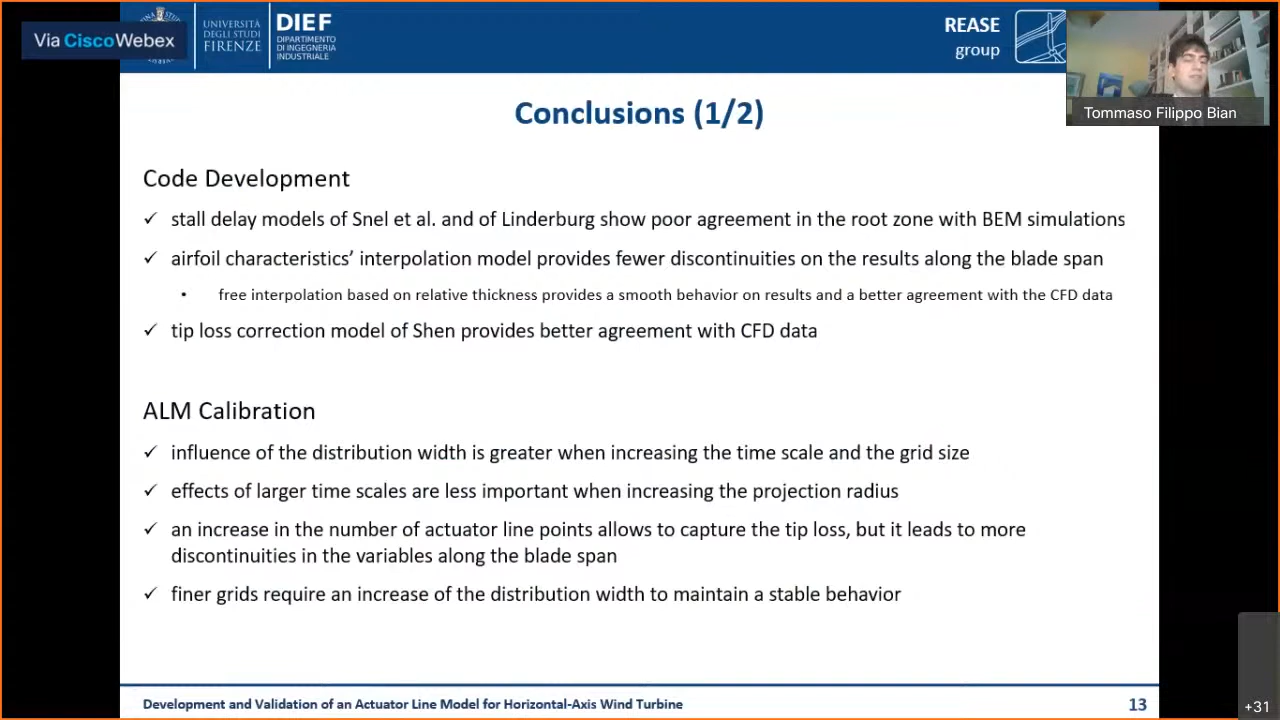 Via CiscoWebex
UNIVERSITÀ
DEGLI STUDI
FIRENZE
DIEF
DIPARTIMENTO
DI INGEGNERIA
INDUSTRIALE
REASE
group
Tommaso Filippo Bian
Conclusions (1/2)
Code Development
✓ stall delay models of Snel et al. and of Linderburg show poor agreement in the root zone with BEM simulations
✓ airfoil characteristics’ interpolation model provides fewer discontinuities on the results along the blade span
• free interpolation based on relative thickness provides a smooth behavior on results and a better agreement with the CFD data
✓ tip loss correction model of Shen provides better agreement with CFD data
ALM Calibration
✓ influence of the distribution width is greater when increasing the time scale and the grid size
✓ effects of larger time scales are less important when increasing the projection radius
✓ an increase in the number of actuator line points allows to capture the tip loss, but it leads to more
discontinuities in the variables along the blade span
✓ finer grids require an increase of the distribution width to maintain a stable behavior
Development and Validation of an Actuator Line Model for Horizontal-Axis Wind Turbine
13
+31